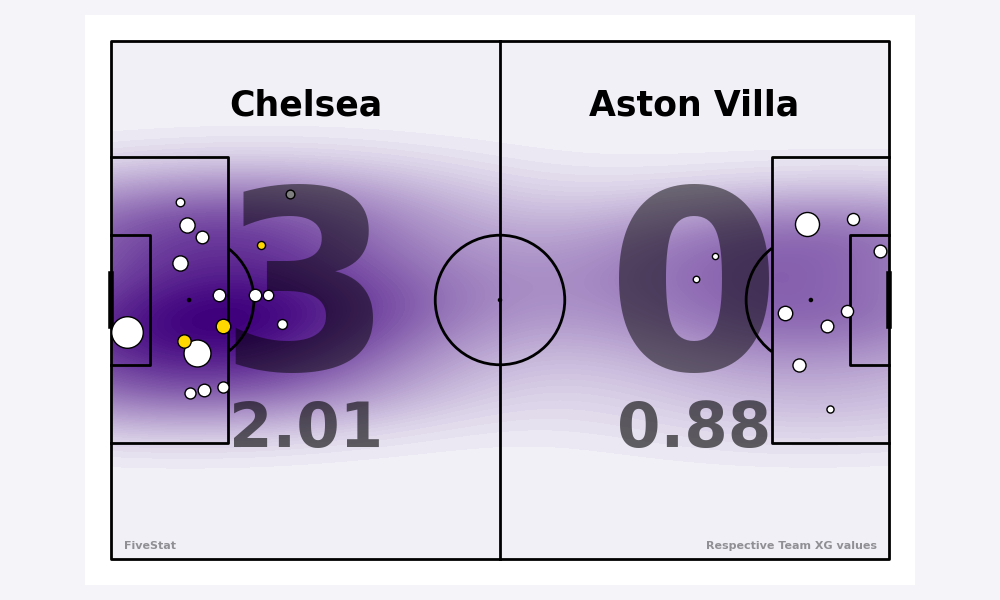 Chelsea
Aston Villa
3
0
2.01
0.88
FiveStat
Respective Team XG values